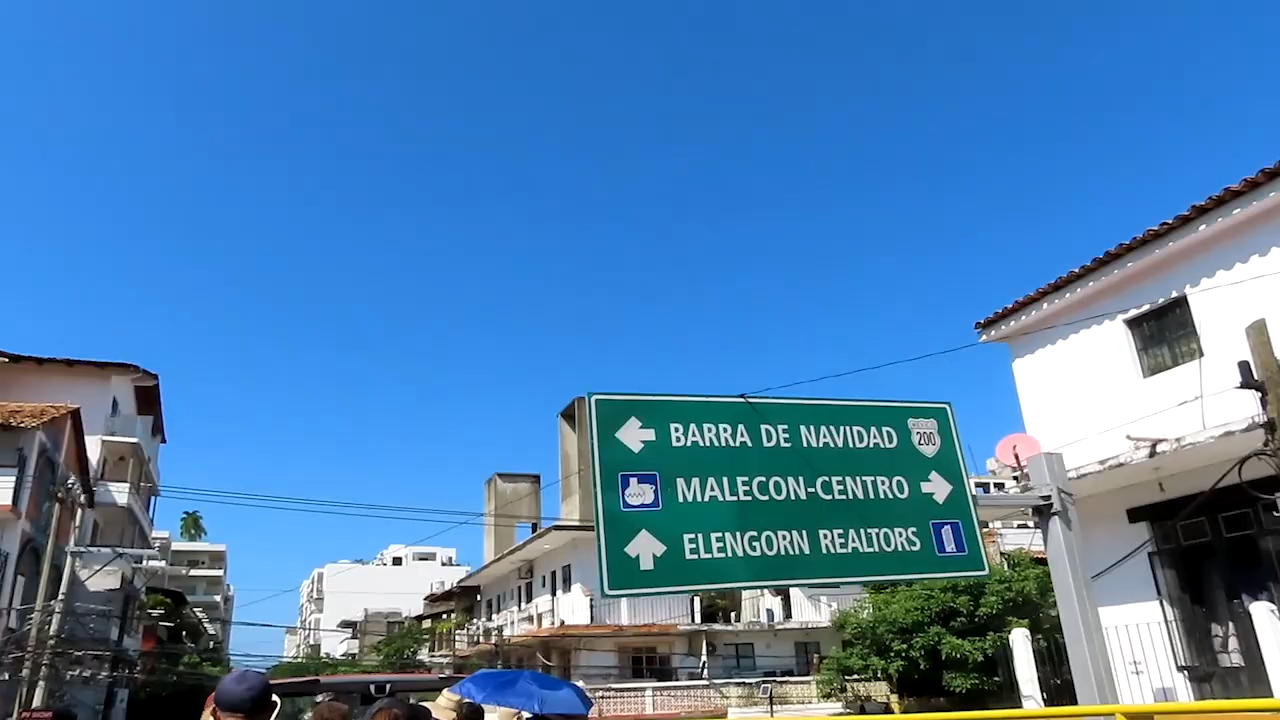 BARRA DE NAVIDAD
MEXICO
200
MALECON-CENTRO
ELENGORN REALTORS